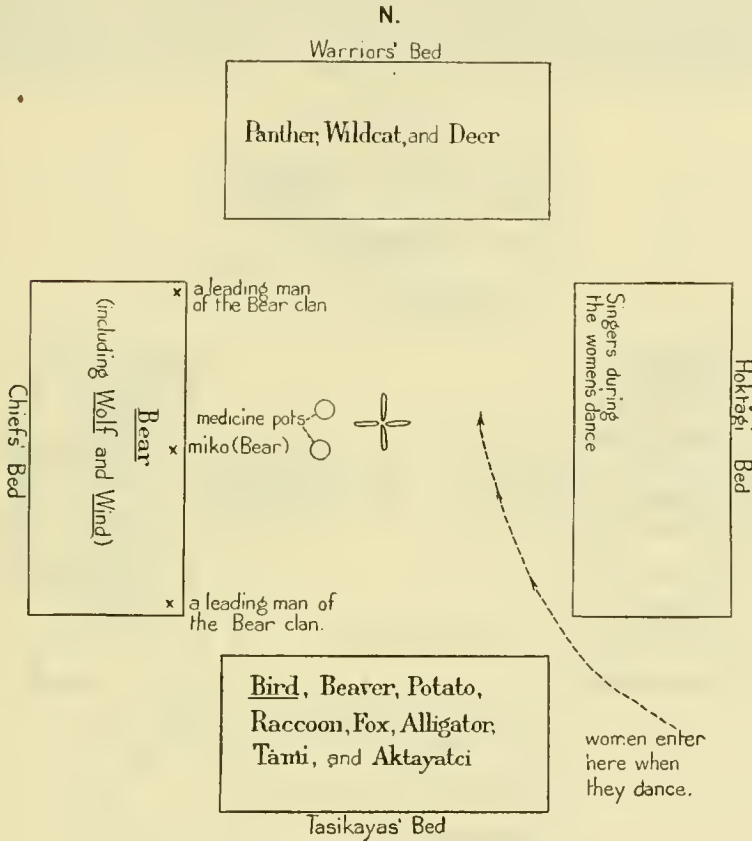 N.
Warriors' Bed
Panther, Wildcat, and Deer
a leading man
of the Bear clan
Chiefs' Bed
(including Wolf and Wind)
Bear
medicine pots
miko (Bear)
a leading man of
the Bear clan.
Singers during
the womens dance
Hoktagi Bed
Bird, Beaver, Potato,
Raccoon, Fox, Alligator,
Tami, and Aktayatci
women enter
here when
they dance.
Tasikayas' Bed